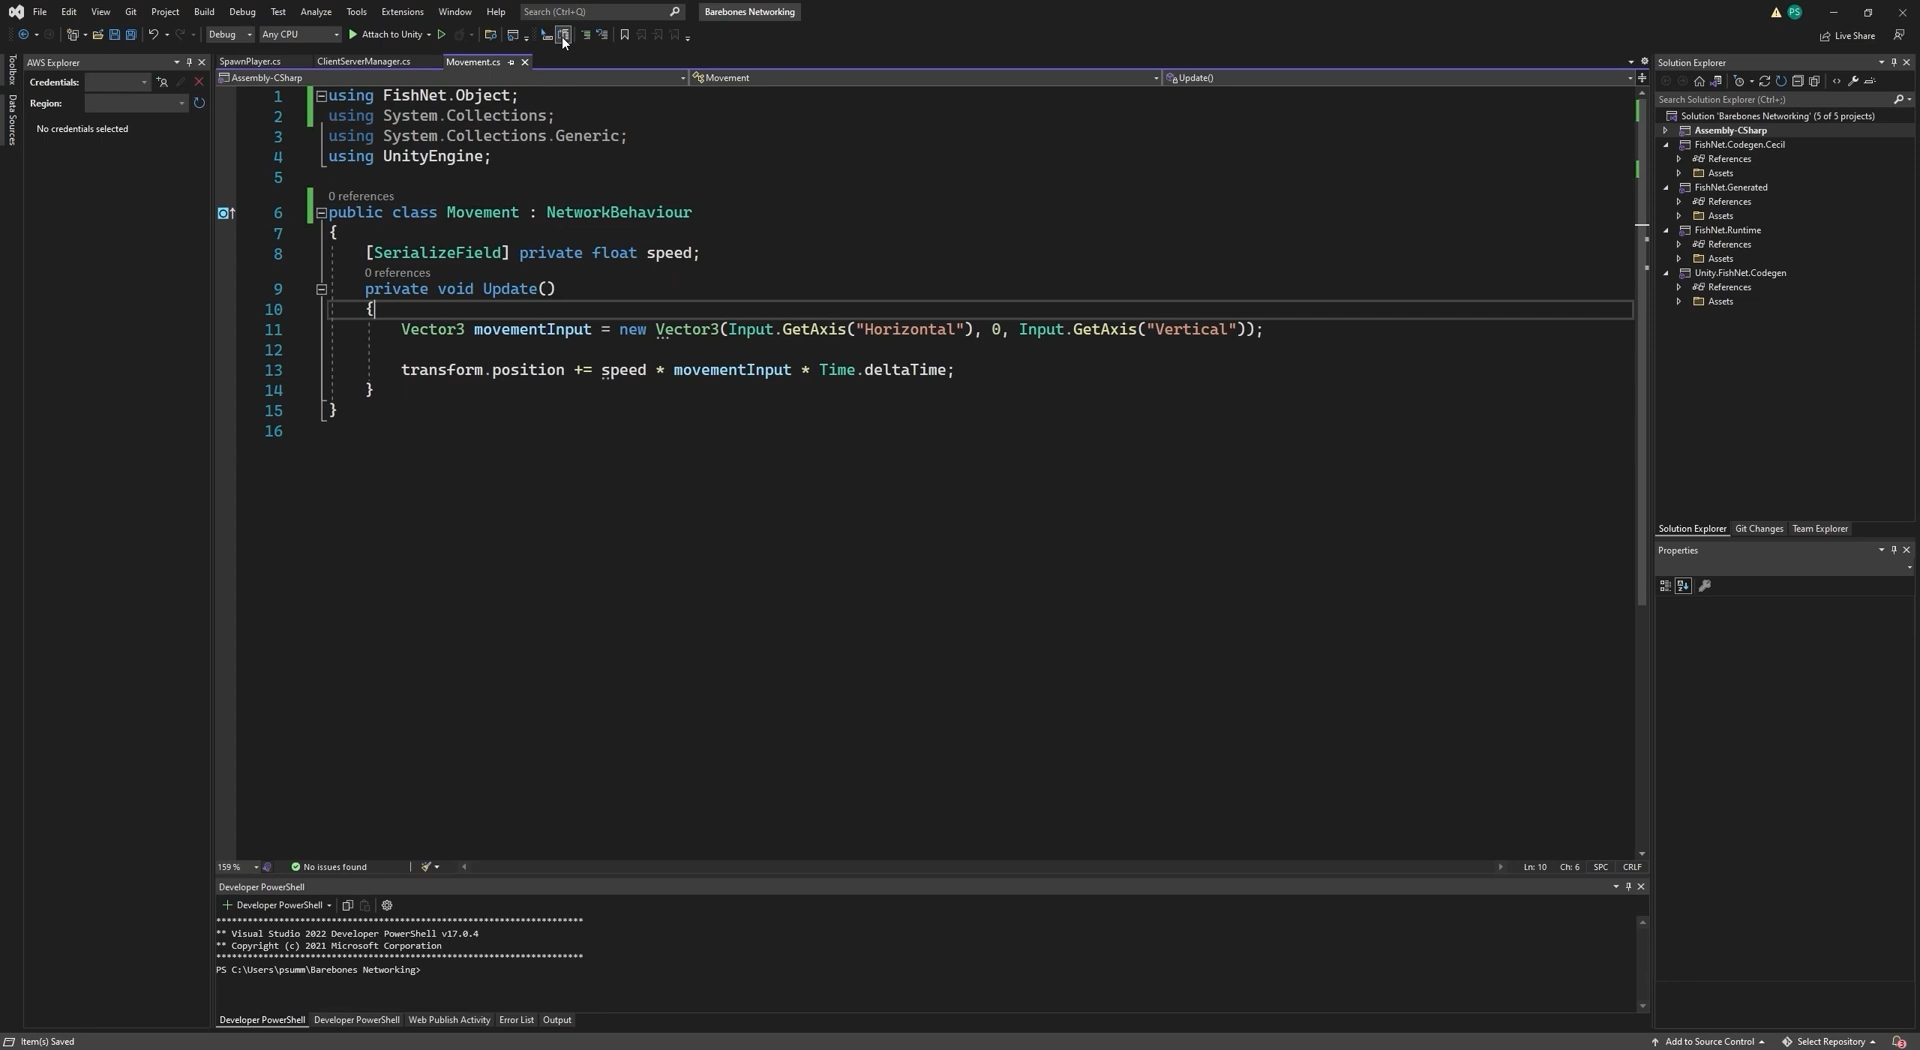 File Edit View Git Project Build Debug Test Analyze Tools Extensions Window Help Search (Ctrl+Q) Barebones Networking PS
Debug Any CPU Attach to Unity Live Share
Toolbox
Data Sources
AWS Explorer
Credentials:
Region:
No credentials selected
SpawnPlayer.cs ClientServerManager.cs Movement.cs
Assembly-CSharp Movement Update()
1 using FishNet.Object;
2 using System.Collections;
3 using System.Collections.Generic;
4 using UnityEngine;
5
0 references
6 public class Movement : NetworkBehaviour
7 {
8 [SerializeField] private float speed;
0 references
9 private void Update()
10 {
11 Vector3 movementInput = new Vector3(Input.GetAxis("Horizontal"), 0, Input.GetAxis("Vertical"));
12
13 transform.position += speed * movementInput * Time.deltaTime;
14 }
15 }
16
159 % No issues found Ln: 10 Ch: 6 SPC CRLF
Developer PowerShell
Developer PowerShell
**********************************************************************
** Visual Studio 2022 Developer PowerShell v17.0.4
** Copyright (c) 2021 Microsoft Corporation
**********************************************************************
PS C:\Users\psumm\Barebones Networking>
Developer PowerShell Developer PowerShell Web Publish Activity Error List Output
Solution Explorer
Search Solution Explorer (Ctrl+;)
Solution 'Barebones Networking' (5 of 5 projects)
Assembly-CSharp
FishNet.Codegen.Cecil
References
Assets
FishNet.Generated
References
Assets
FishNet.Runtime
References
Assets
Unity.FishNet.Codegen
References
Assets
Solution Explorer Git Changes Team Explorer
Properties
Item(s) Saved Add to Source Control Select Repository 3